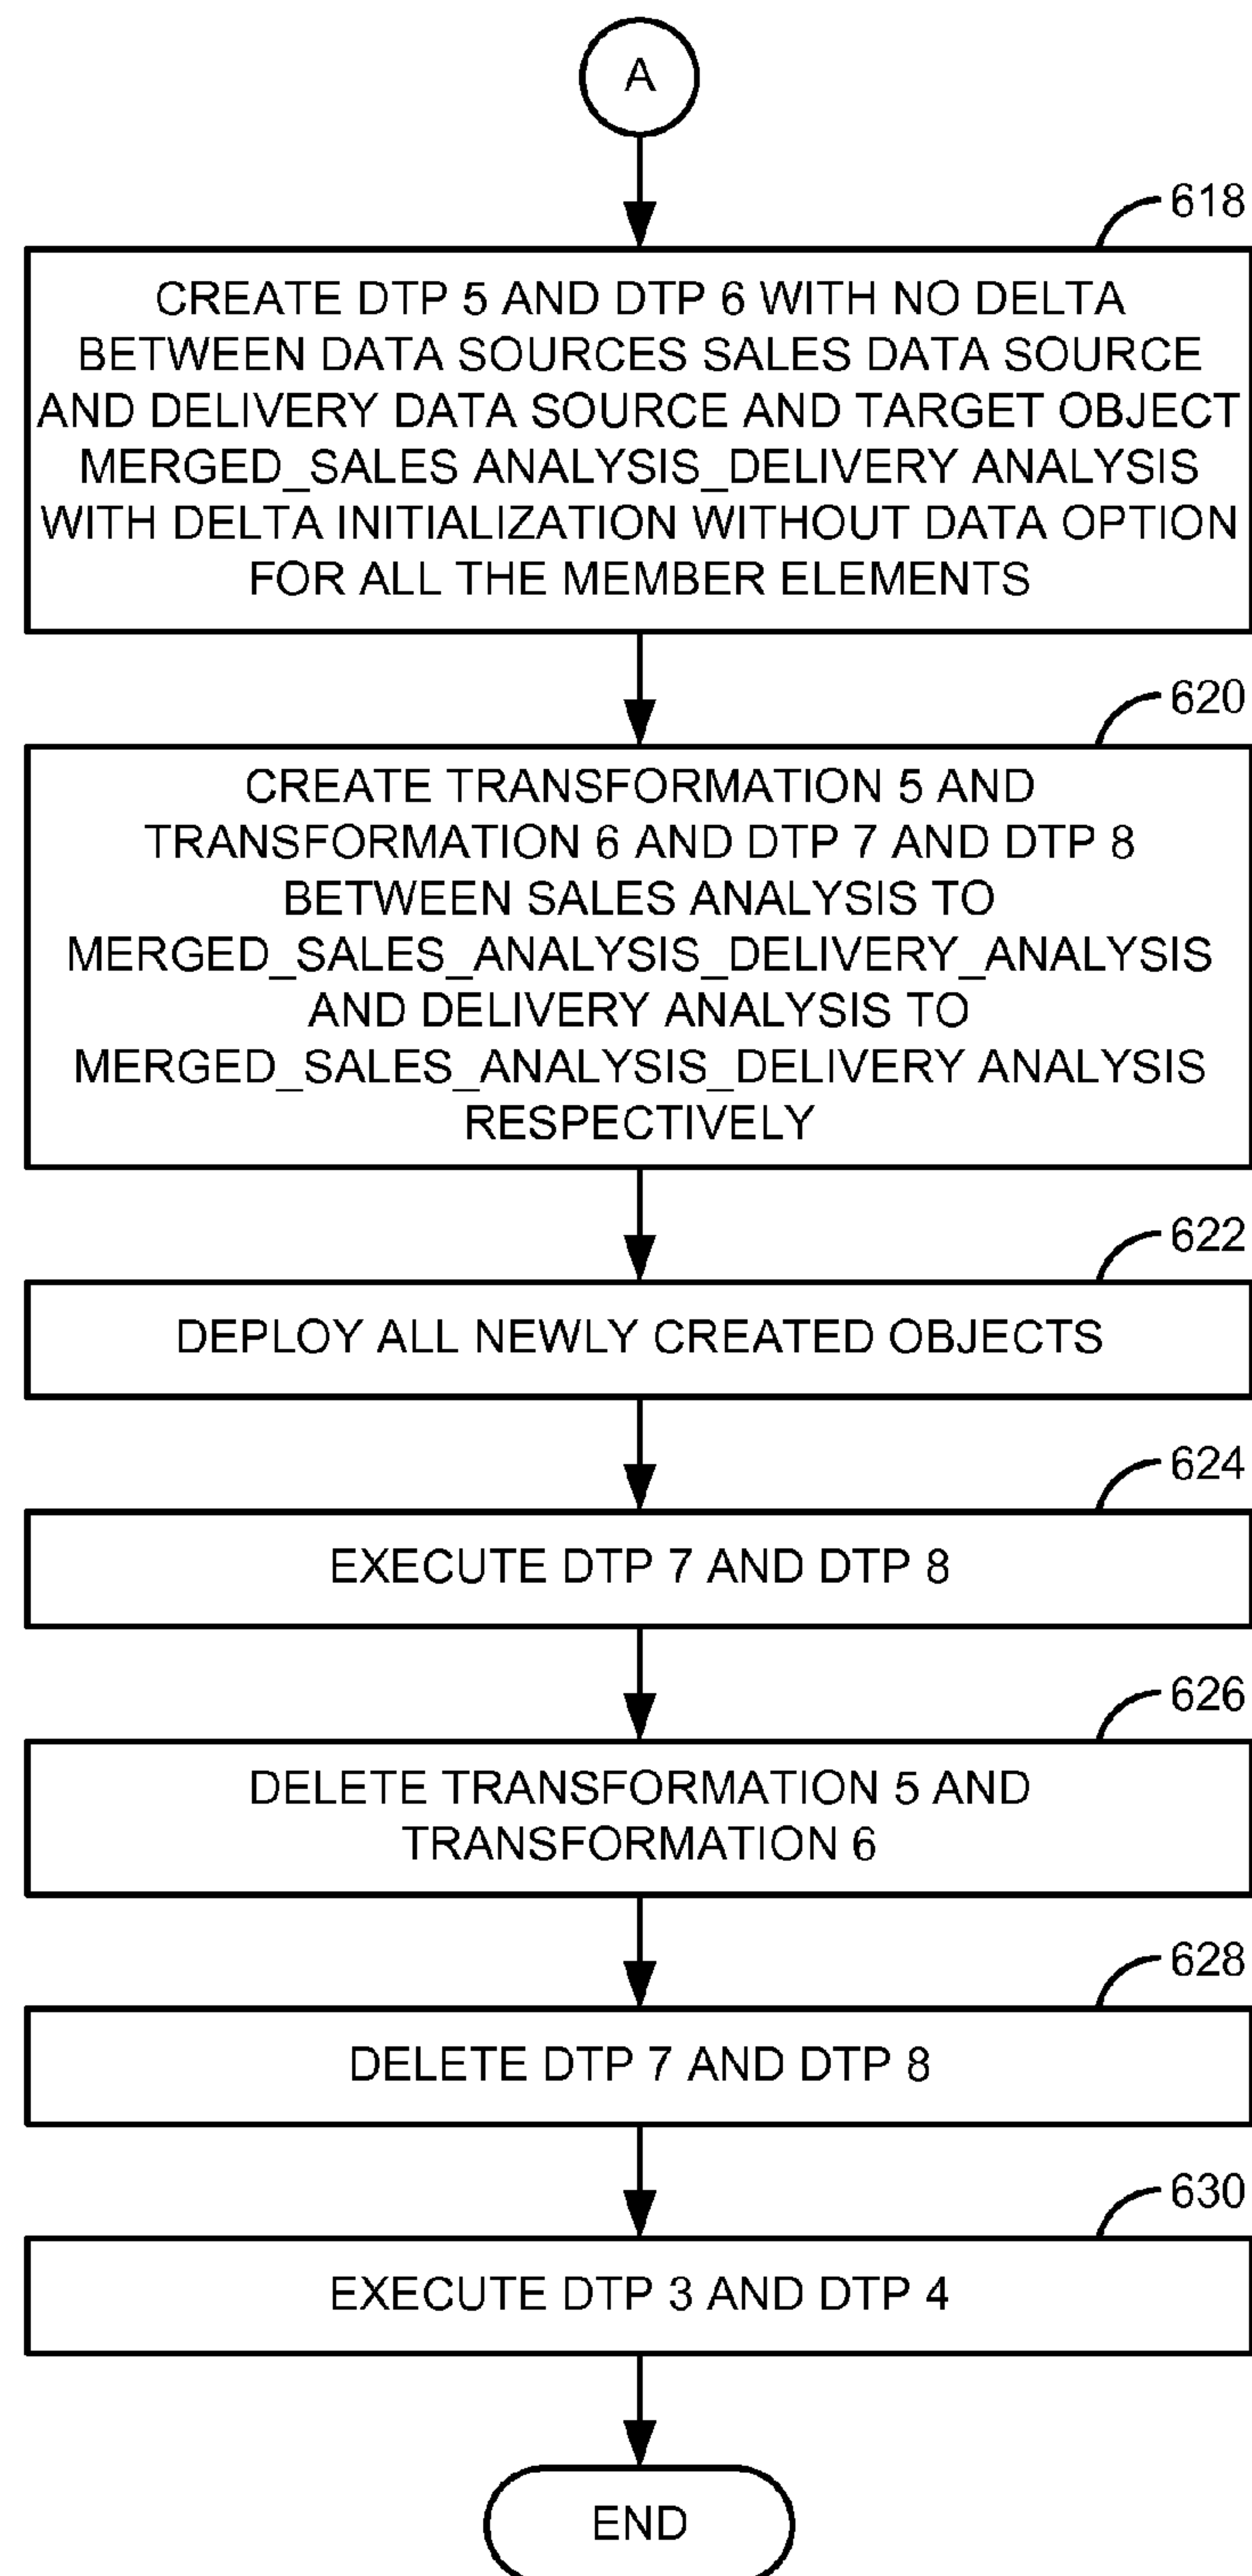 A
618
CREATE DTP 5 AND DTP 6 WITH NO DELTA
BETWEEN DATA SOURCES SALES DATA SOURCE
AND DELIVERY DATA SOURCE AND TARGET OBJECT
MERGED_SALES ANALYSIS_DELIVERY ANALYSIS
WITH DELTA INITIALIZATION WITHOUT DATA OPTION
FOR ALL THE MEMBER ELEMENTS
620
CREATE TRANSFORMATION 5 AND
TRANSFORMATION 6 AND DTP 7 AND DTP 8
BETWEEN SALES ANALYSIS TO
MERGED_SALES_ANALYSIS_DELIVERY_ANALYSIS
AND DELIVERY ANALYSIS TO
MERGED_SALES_ANALYSIS_DELIVERY ANALYSIS
RESPECTIVELY
622
DEPLOY ALL NEWLY CREATED OBJECTS
624
EXECUTE DTP 7 AND DTP 8
626
DELETE TRANSFORMATION 5 AND
TRANSFORMATION 6
628
DELETE DTP 7 AND DTP 8
630
EXECUTE DTP 3 AND DTP 4
END